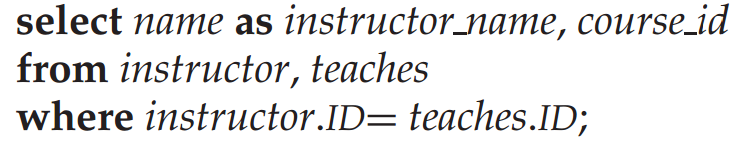 select name as instructor_name, course_id
from instructor, teaches
where instructor.ID= teaches.ID;